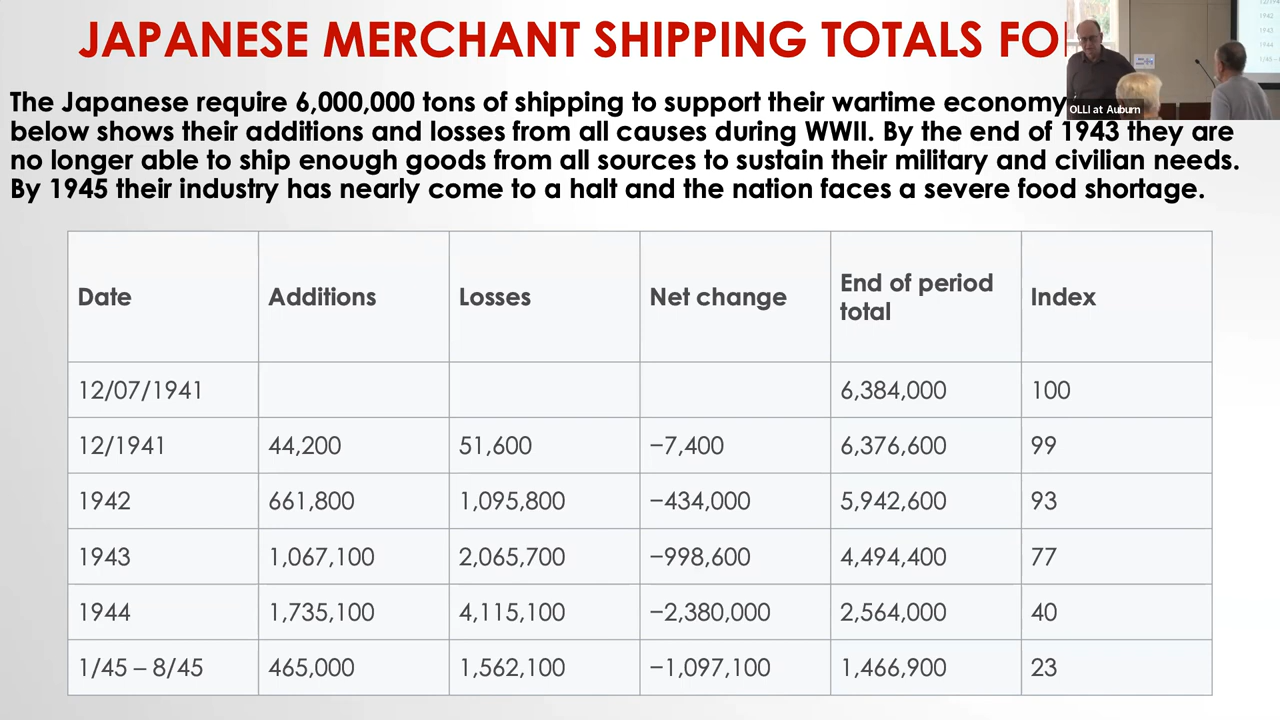 JAPANESE MERCHANT SHIPPING TOTALS FO
The Japanese require 6,000,000 tons of shipping to support their wartime economy
below shows their additions and losses from all causes during WWII. By the end of 1943 they are
no longer able to ship enough goods from all sources to sustain their military and civilian needs.
By 1945 their industry has nearly come to a halt and the nation faces a severe food shortage.
OLLI at Auburn
Date Additions Losses Net change End of period total Index
12/07/1941 6,384,000 100
12/1941 44,200 51,600 −7,400 6,376,600 99
1942 661,800 1,095,800 −434,000 5,942,600 93
1943 1,067,100 2,065,700 −998,600 4,494,400 77
1944 1,735,100 4,115,100 −2,380,000 2,564,000 40
1/45 – 8/45 465,000 1,562,100 −1,097,100 1,466,900 23